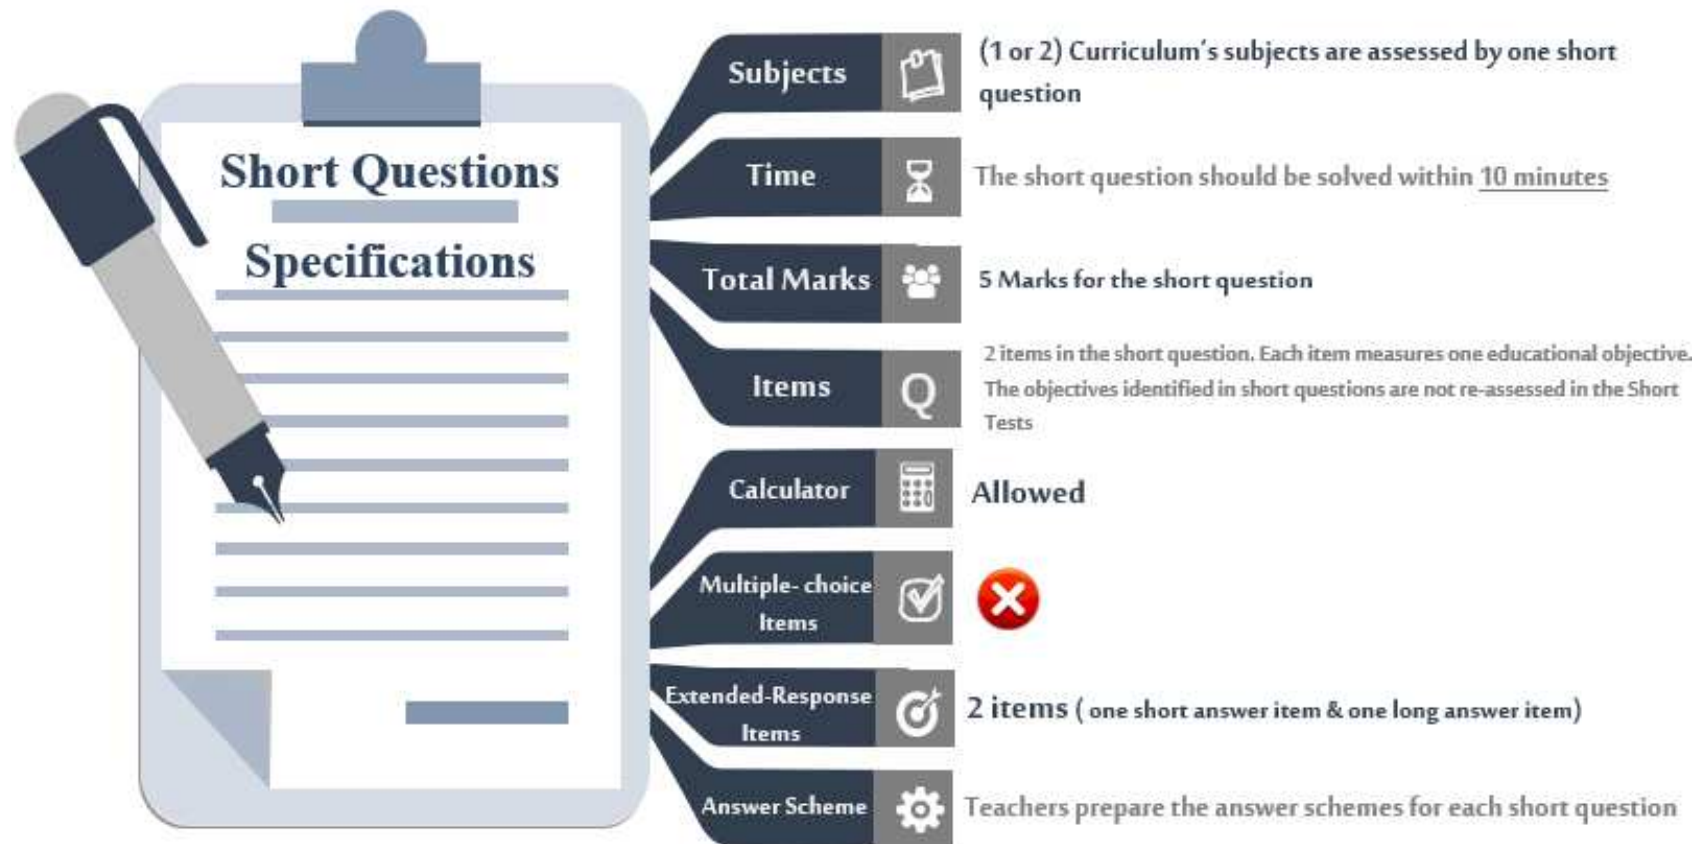 Short Questions
Specifications
Subjects
(1 or 2) Curriculum's subjects are assessed by one short
question
Time
The short question should be solved within 10 minutes
Total Marks
5 Marks for the short question
Items
Q
2 items in the short question. Each item measures one educational objective.
The objectives identified in short questions are not re-assessed in the Short
Tests
Calculator
Allowed
Multiple- choice
Items
Extended-Response
Items
2 items ( one short answer item & one long answer item)
Answer Scheme
Teachers prepare the answer schemes for each short question